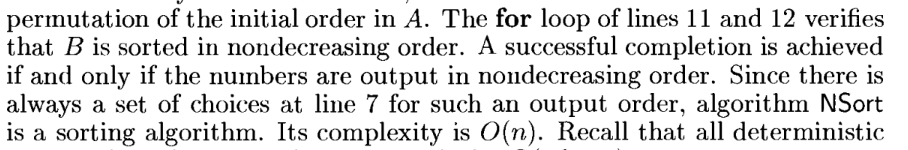 permutation of the initial order in A. The for loop of lines 11 and 12 verifies
that B is sorted in nondecreasing order. A successful completion is achieved
if and only if the numbers are output in nondecreasing order. Since there is
always a set of choices at line 7 for such an output order, algorithm NSort
is a sorting algorithm. Its complexity is O(n). Recall that all deterministic